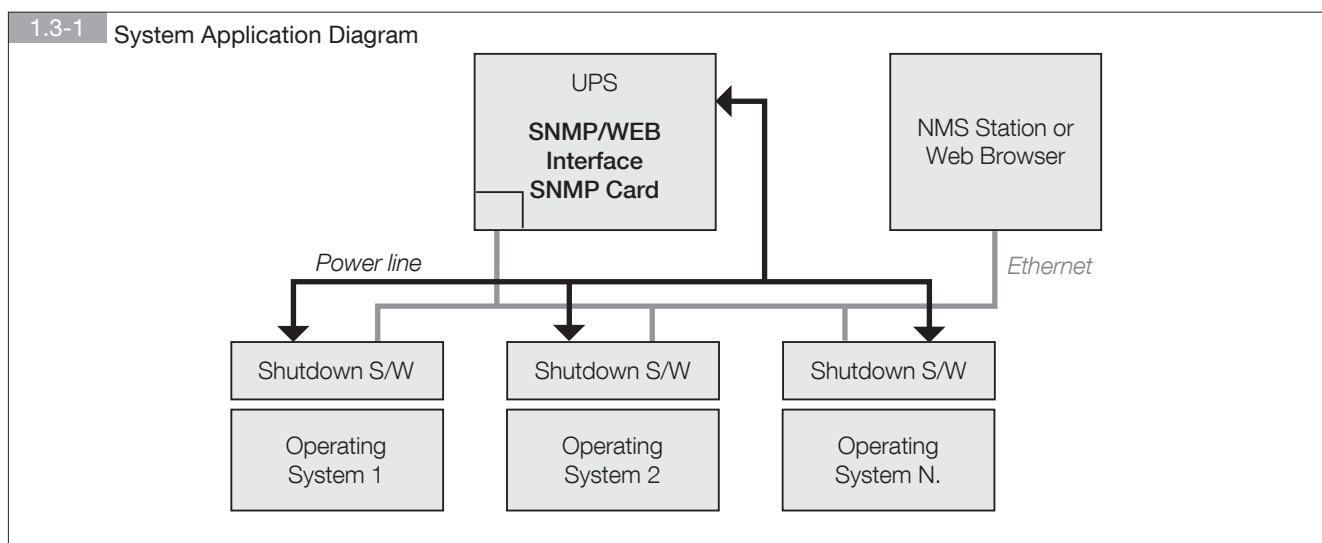 1.3-1 System Application Diagram
UPS
SNMP/WEB
Interface
SNMP Card
NMS Station or
Web Browser
Power line
Ethernet
Shutdown S/W
Shutdown S/W
Shutdown S/W
Operating
System 1
Operating
System 2
Operating
System N.